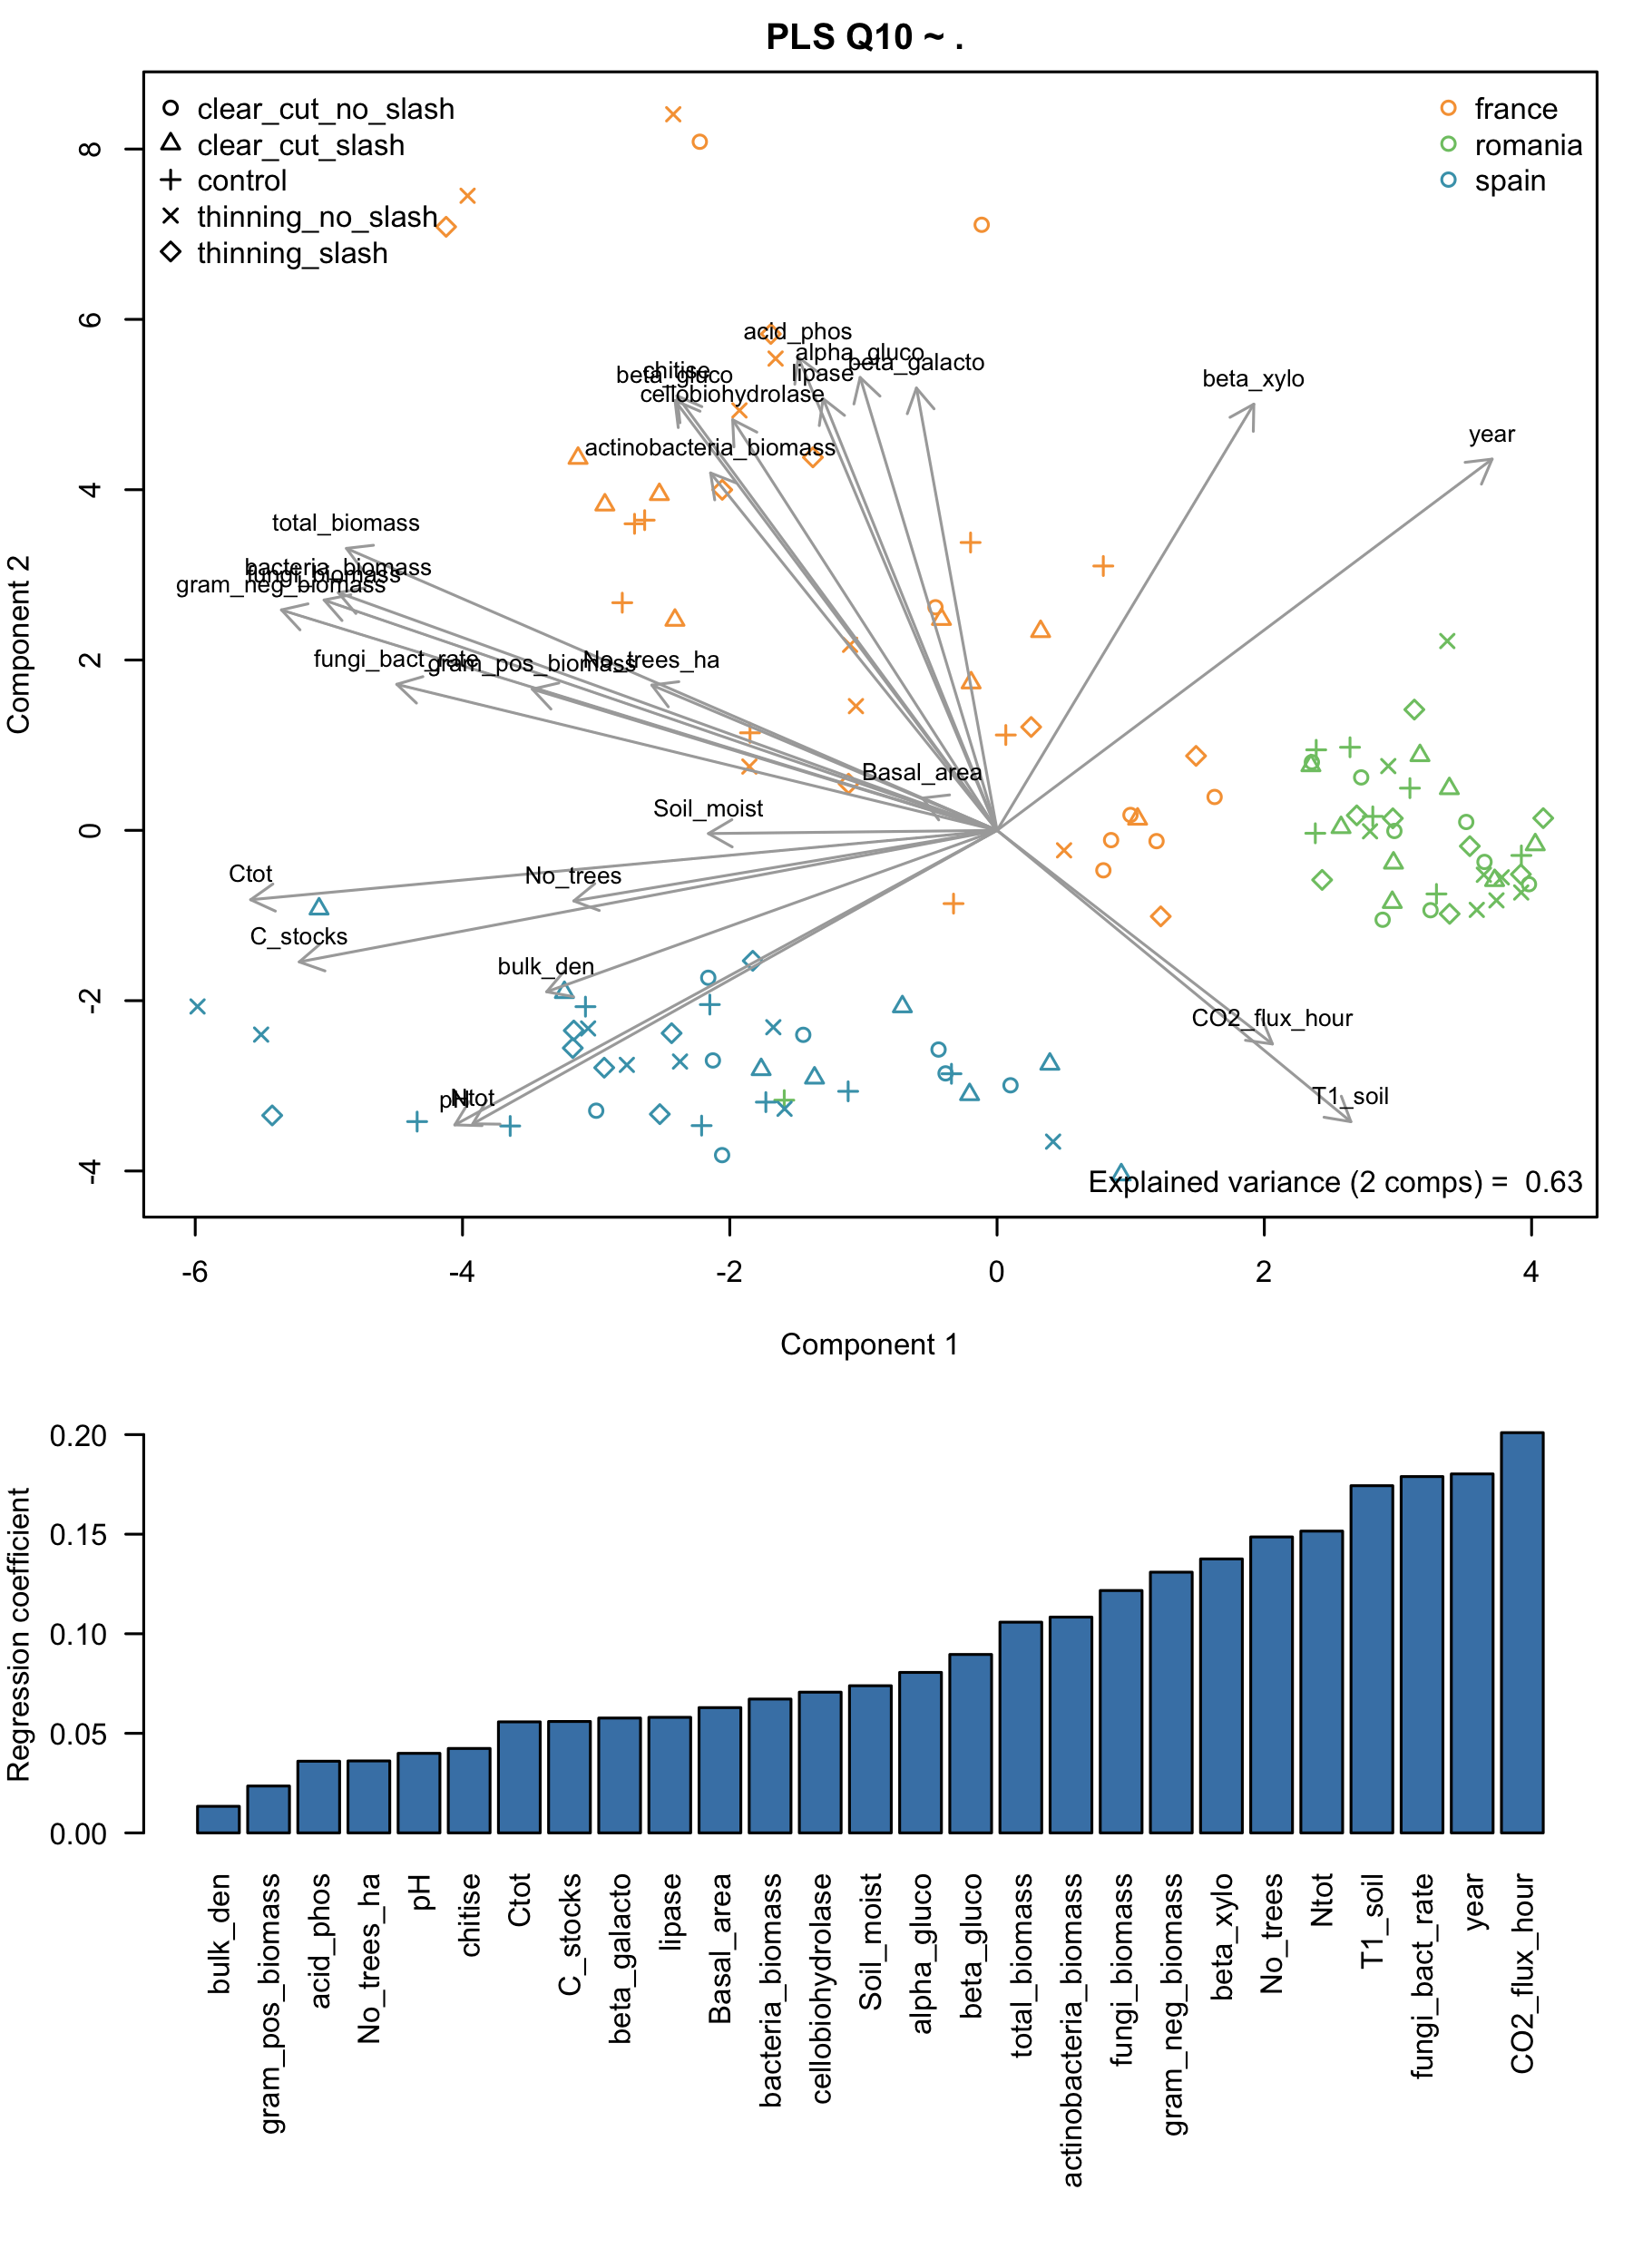 PLS Q10 ~ .
clear_cut_no_slash
clear_cut_slash
control
thinning_no_slash
thinning_slash
france
romania
spain
8
6
4
2
0
-2
-4
Component 2
acid_phos
alpha_gluco
beta_galacto
lipase
chitise
beta_gluco
cellobiohydrolase
beta_xylo
year
actinobacteria_biomass
total_biomass
bacteria_biomass
fungi_biomass
gram_neg_biomass
fungi_bact_rate
gram_pos_biomass
No_trees_ha
Basal_area
Soil_moist
Ctot
No_trees
C_stocks
bulk_den
CO2_flux_hour
pH
Ntot
T1_soil
Explained variance (2 comps) = 0.63
-6
-4
-2
0
2
4
Component 1
Regression coefficient
0.20
0.15
0.10
0.05
0.00
bulk_den
gram_pos_biomass
acid_phos
No_trees_ha
pH
chitise
Ctot
C_stocks
beta_galacto
lipase
Basal_area
bacteria_biomass
cellobiohydrolase
Soil_moist
alpha_gluco
beta_gluco
total_biomass
actinobacteria_biomass
fungi_biomass
gram_neg_biomass
beta_xylo
No_trees
Ntot
T1_soil
fungi_bact_rate
year
CO2_flux_hour